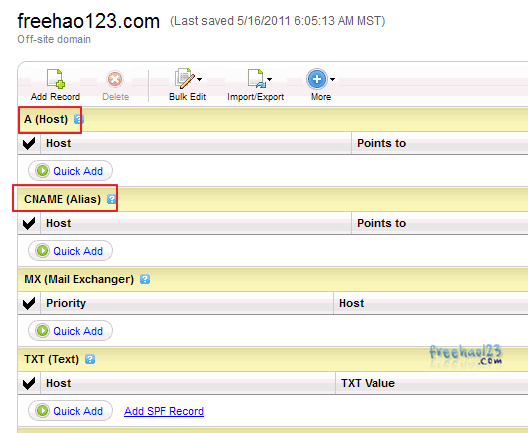 freehao123.com (Last saved 5/16/2011 6:05:13 AM MST)
Off-site domain
Add Record Delete Bulk Edit Import/Export More
A (Host) ?
Host Points to
Quick Add
CNAME (Alias) ?
Host Points to
Quick Add
MX (Mail Exchanger) ?
Priority Host
Quick Add
TXT (Text) ?
freehao123
.com
Host TXT Value
Quick Add Add SPF Record